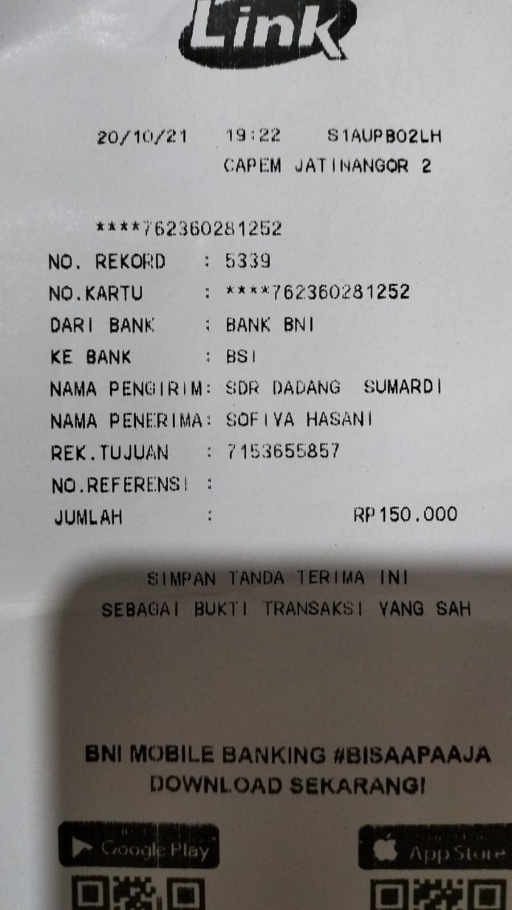 Link
20/10/21 19:22 S1AUPB02LH
CAPEM JATINANGOR 2
****762360281252
NO. REKORD : 5339
NO.KARTU : ****762360281252
DARI BANK : BANK BNI
KE BANK : BSI
NAMA PENGIRIM: SDR DADANG SUMARDI
NAMA PENERIMA: SOFIYA HASANI
REK.TUJUAN : 7153655857
NO.REFERENSI :
JUMLAH : RP150.000
SIMPAN TANDA TERIMA INI
SEBAGAI BUKTI TRANSAKSI YANG SAH
BNI MOBILE BANKING #BISAAPAAJA
DOWNLOAD SEKARANG!
Google Play App Store